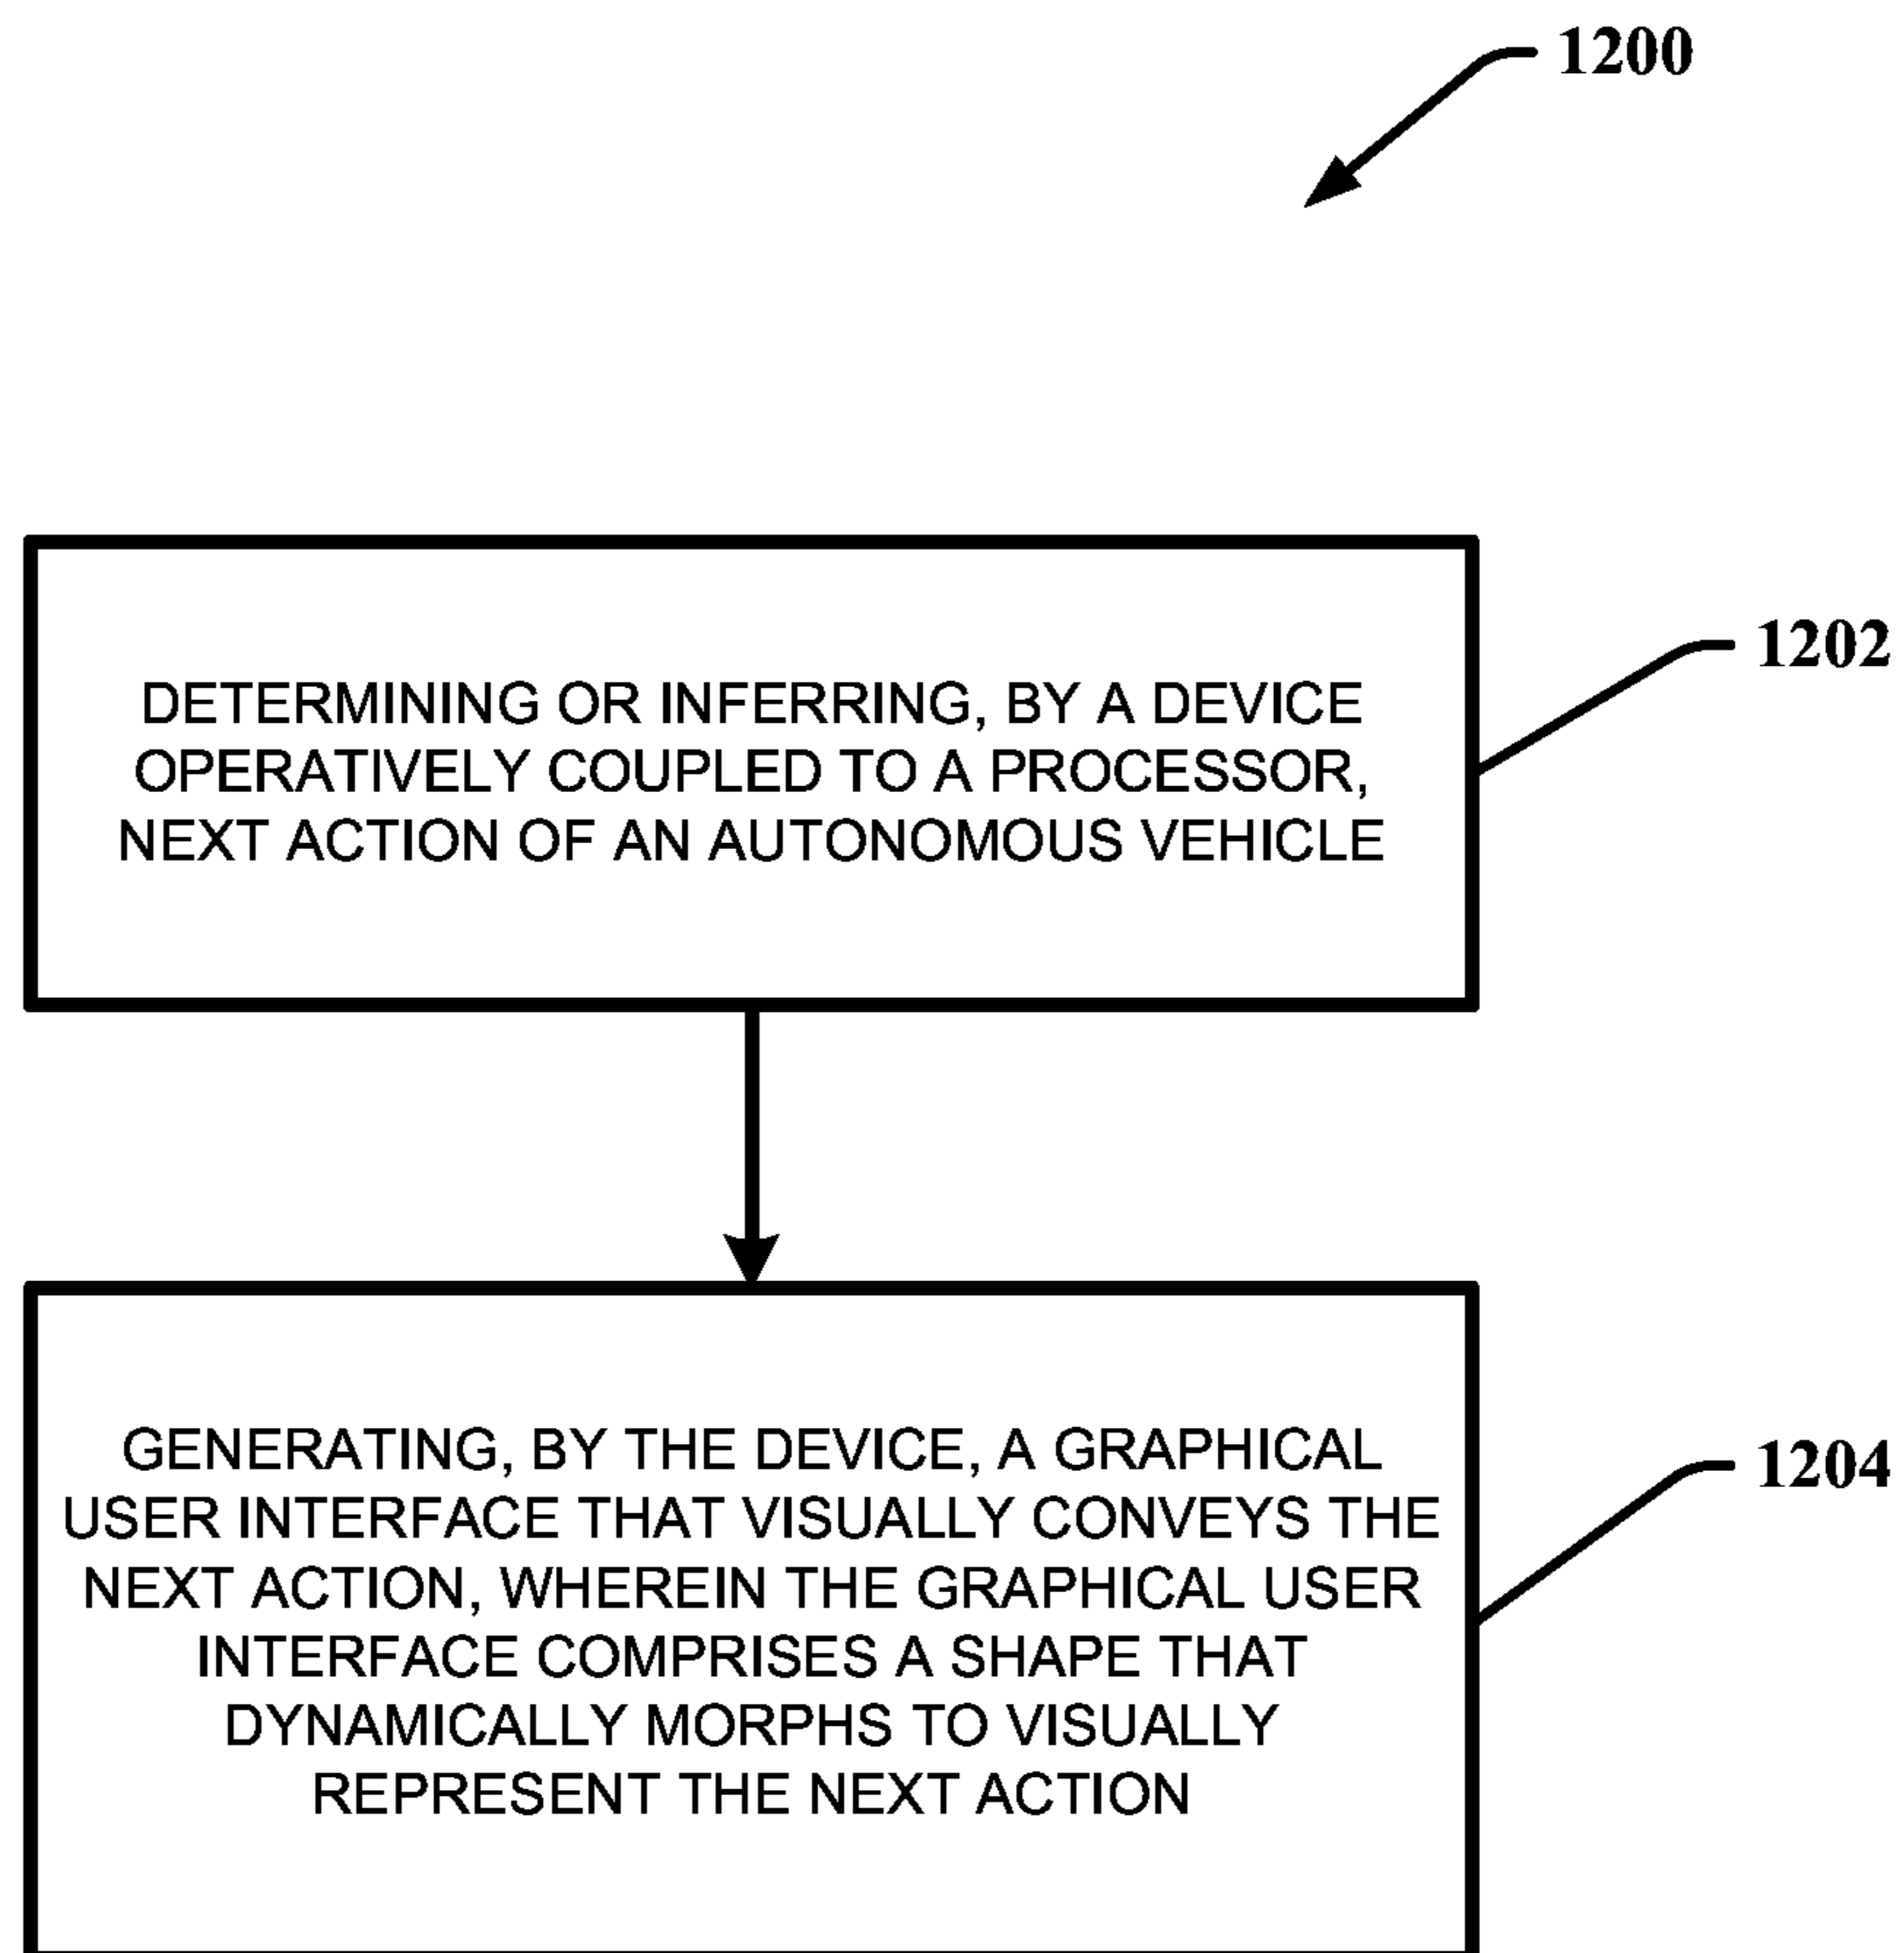 1200
DETERMINING OR INFERRING, BY A DEVICE
OPERATIVELY COUPLED TO A PROCESSOR,
NEXT ACTION OF AN AUTONOMOUS VEHICLE
1202
GENERATING, BY THE DEVICE, A GRAPHICAL
USER INTERFACE THAT VISUALLY CONVEYS THE
NEXT ACTION, WHEREIN THE GRAPHICAL USER
INTERFACE COMPRISES A SHAPE THAT
DYNAMICALLY MORPHS TO VISUALLY
REPRESENT THE NEXT ACTION
1204